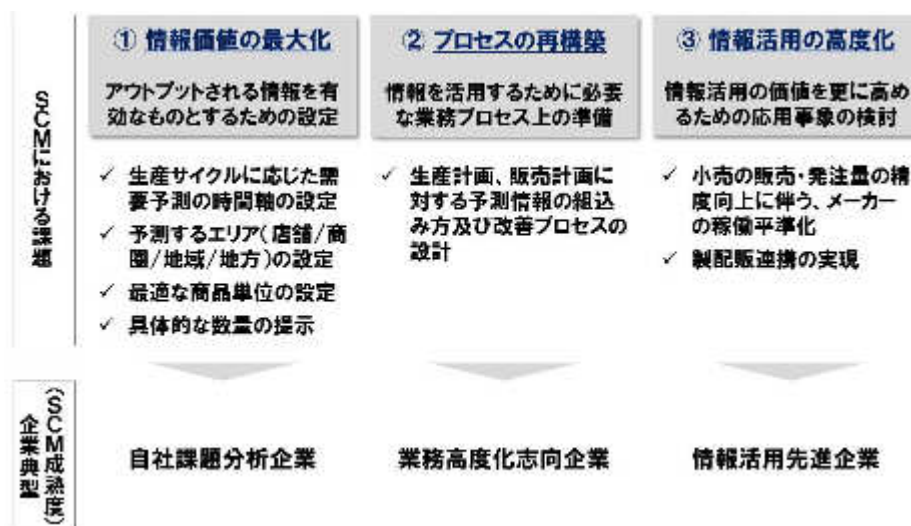 SCMにおける課題
① 情報価値の最大化
アウトプットされる情報を有
効なものとするための設定
✓ 生産サイクルに応じた需
要予測の時間軸の設定
✓ 予測するエリア(店舗/商
圏/地域/地方)の設定
✓ 最適な商品単位の設定
✓ 具体的な数量の提示
② プロセスの再構築
情報を活用するために必要
な業務プロセス上の準備
✓ 生産計画、販売計画に
対する予測情報の組込
み方及び改善プロセスの
設計
③ 情報活用の高度化
情報活用の価値を更に高め
るための応用事象の検討
✓ 小売の販売・発注量の精
度向上に伴う、メーカー
の稼働平準化
✓ 製配販連携の実現
企業典型
(SCM成熟度)
自社課題分析企業
業務高度化志向企業
情報活用先進企業